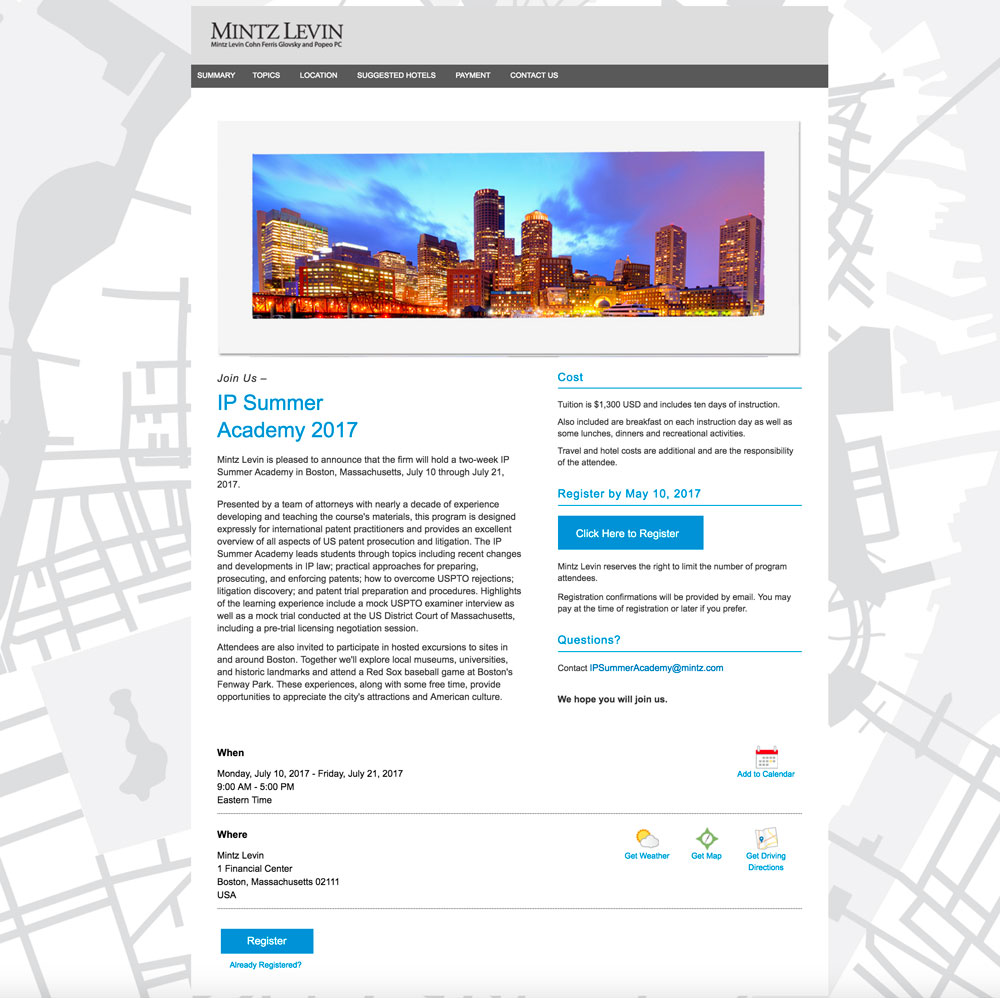 MINTZ LEVIN
Mintz Levin Cohn Ferris Glovsky and Popeo PC
SUMMARY TOPICS LOCATION SUGGESTED HOTELS PAYMENT CONTACT US
Join Us –
IP Summer
Academy 2017
Mintz Levin is pleased to announce that the firm will hold a two-week IP
Summer Academy in Boston, Massachusetts, July 10 through July 21,
2017.
Presented by a team of attorneys with nearly a decade of experience
developing and teaching the course's materials, this program is designed
expressly for international patent practitioners and provides an excellent
overview of all aspects of US patent prosecution and litigation. The IP
Summer Academy leads students through topics including recent changes
and developments in IP law; practical approaches for preparing,
prosecuting, and enforcing patents; how to overcome USPTO rejections;
litigation discovery; and patent trial preparation and procedures. Highlights
of the learning experience include a mock USPTO examiner interview as
well as a mock trial conducted at the US District Court of Massachusetts,
including a pre-trial licensing negotiation session.
Attendees are also invited to participate in hosted excursions to sites in
and around Boston. Together we'll explore local museums, universities,
and historic landmarks and attend a Red Sox baseball game at Boston's
Fenway Park. These experiences, along with some free time, provide
opportunities to appreciate the city's attractions and American culture.
Cost
Tuition is $1,300 USD and includes ten days of instruction.
Also included are breakfast on each instruction day as well as
some lunches, dinners and recreational activities.
Travel and hotel costs are additional and are the responsibility
of the attendee.
Register by May 10, 2017
Click Here to Register
Mintz Levin reserves the right to limit the number of program
attendees.
Registration confirmations will be provided by email. You may
pay at the time of registration or later if you prefer.
Questions?
Contact IPSummerAcademy@mintz.com
We hope you will join us.
When
Monday, July 10, 2017 - Friday, July 21, 2017
9:00 AM - 5:00 PM
Eastern Time
Add to Calendar
Where
Mintz Levin
1 Financial Center
Boston, Massachusetts 02111
USA
Get Weather
Get Map
Get Driving
Directions
Register
Already Registered?